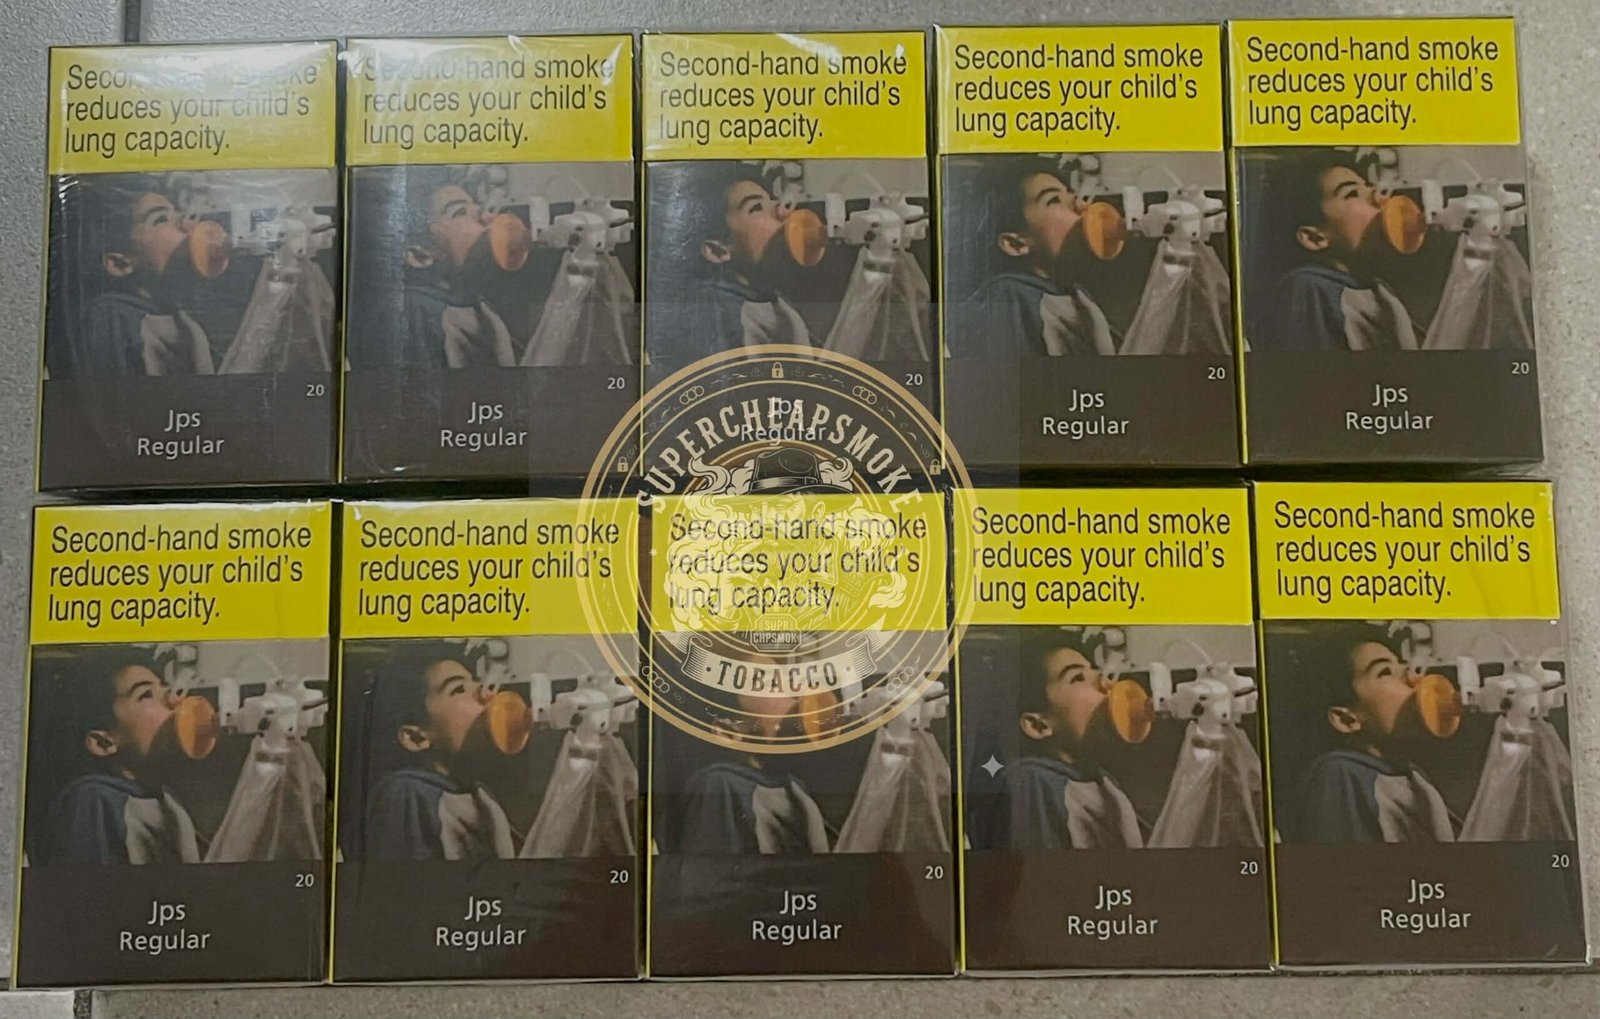 Second-hand smoke
reduces your child's
lung capacity.
20
Jps
Regular
Second-hand smoke
reduces your child's
lung capacity.
20
Jps
Regular
Second-hand smoke
reduces your child's
lung capacity.
20
Jps
Regular
Second-hand smoke
reduces your child's
lung capacity.
20
Jps
Regular
Second-hand smoke
reduces your child's
lung capacity.
20
Jps
Regular
SUPERCHEAPSMOKE
SUPR
CHPSMOK
· TOBACCO ·
Second-hand smoke
reduces your child's
lung capacity.
20
Jps
Regular
Second-hand smoke
reduces your child's
lung capacity.
20
Jps
Regular
Second-hand smoke
reduces your child's
lung capacity.
20
Jps
Regular
Second-hand smoke
reduces your child's
lung capacity.
20
Jps
Regular
Second-hand smoke
reduces your child's
lung capacity.
20
Jps
Regular